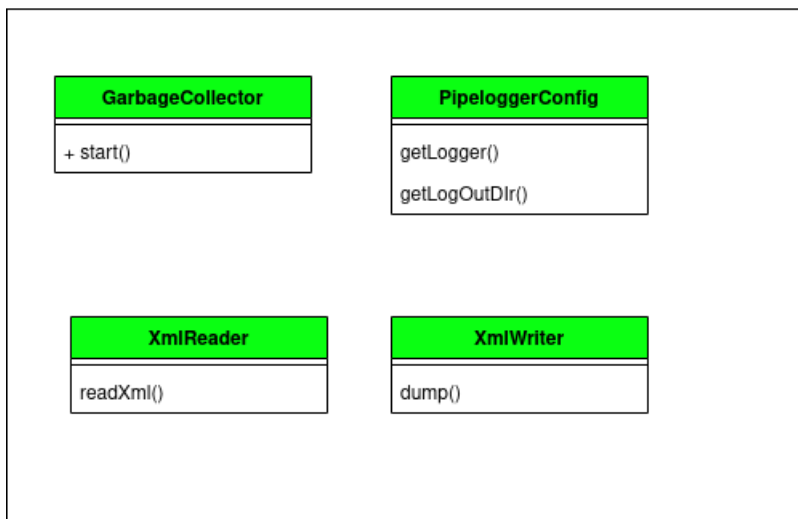 GarbageCollector
+ start()
PipeloggerConfig
getLogger()
getLogOutDIr()
XmlReader
readXml()
XmlWriter
dump()